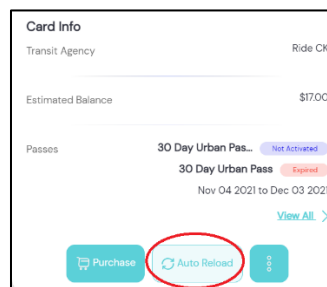 Card Info
Transit Agency Ride CK
Estimated Balance $17.00
Passes 30 Day Urban Pas... Not Activated
30 Day Urban Pass Expired
Nov 04 2021 to Dec 03 2021
View All
Purchase Auto Reload